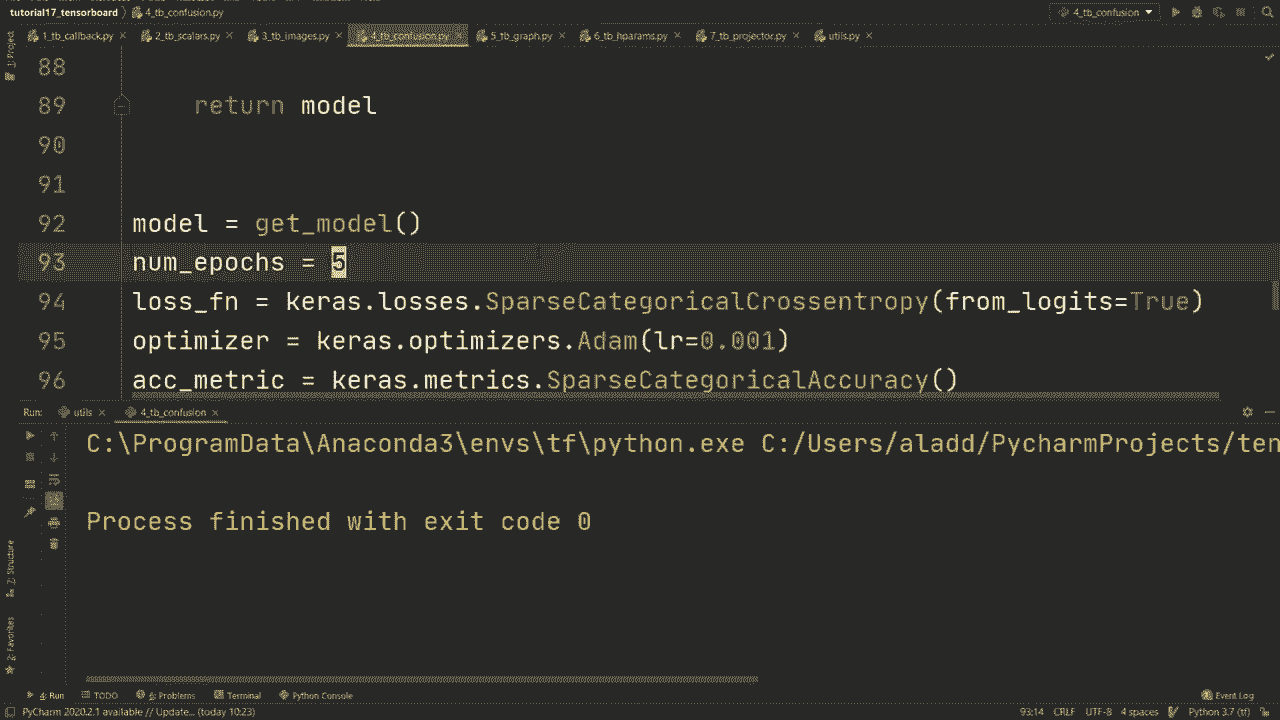 tutorial17_tensorboard 4_tb_confusion.py
4_tb_confusion
1_tb_callback.py 2_tb_scalars.py 3_tb_images.py 4_tb_confusion.py 5_tb_graph.py 6_tb_hparams.py 7_tb_projector.py utils.py
1: Project
88
89 return model
90
91
92 model = get_model()
93 num_epochs = 5
94 loss_fn = keras.losses.SparseCategoricalCrossentropy(from_logits=True)
95 optimizer = keras.optimizers.Adam(lr=0.001)
96 acc_metric = keras.metrics.SparseCategoricalAccuracy()
Run: utils 4_tb_confusion
C:\ProgramData\Anaconda3\envs\tf\python.exe C:/Users/aladd/PycharmProjects/ten
Process finished with exit code 0
Z: Structure
2: Favorites
4: Run TODO 6: Problems Terminal Python Console Event Log
PyCharm 2020.2.1 available // Update... (today 10:23) 93:14 CRLF UTF-8 4 spaces Python 3.7 (tf)